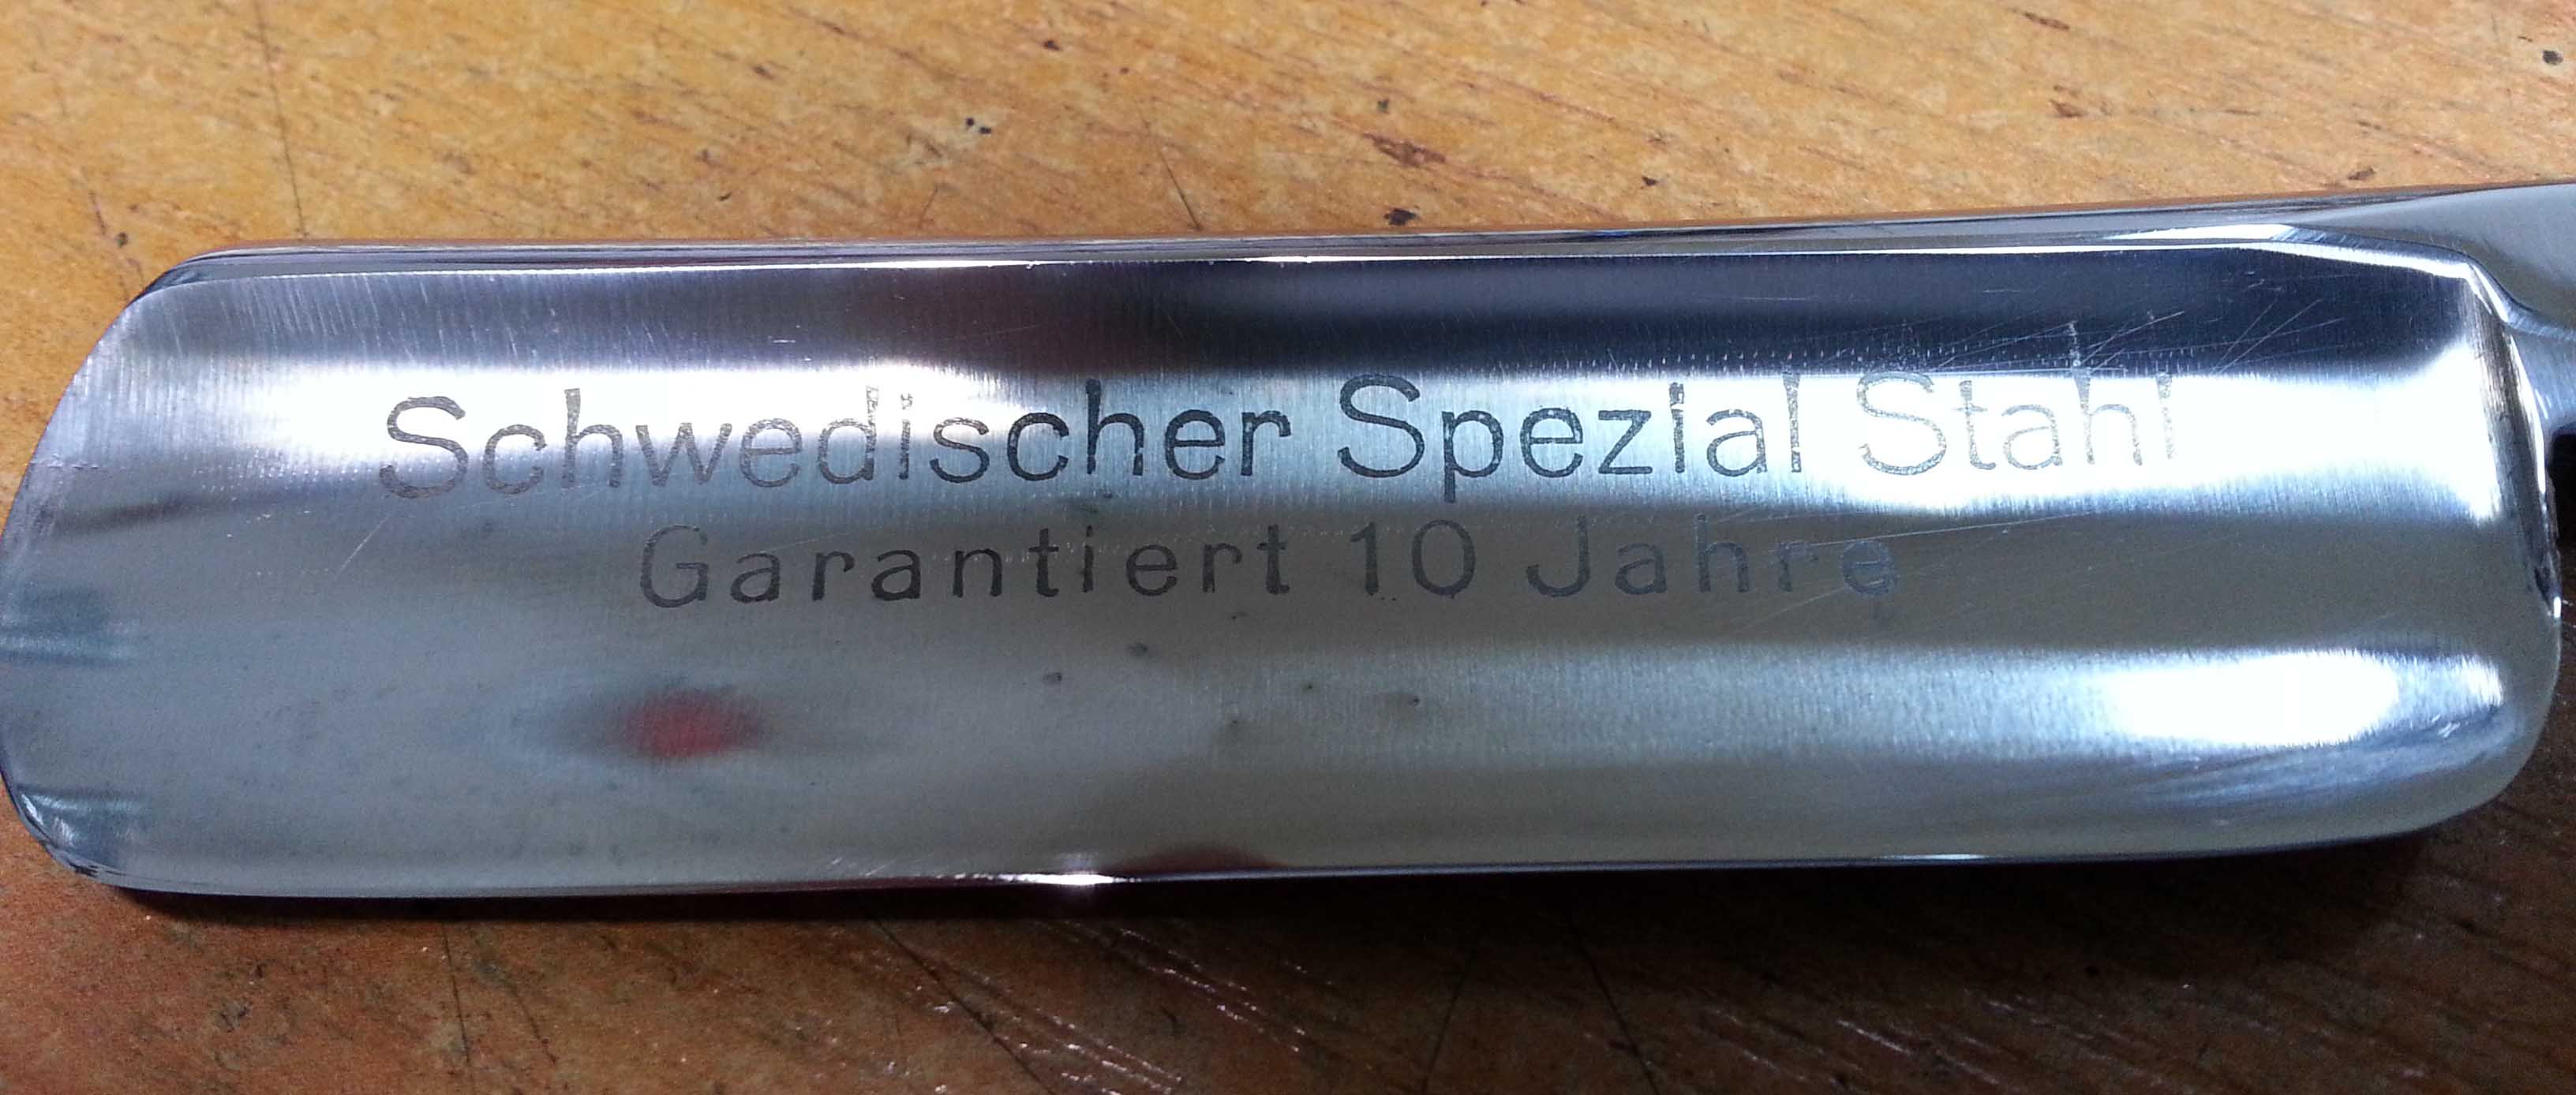 Schwedischer Spezial Stahl
Garantiert 10 Jahre